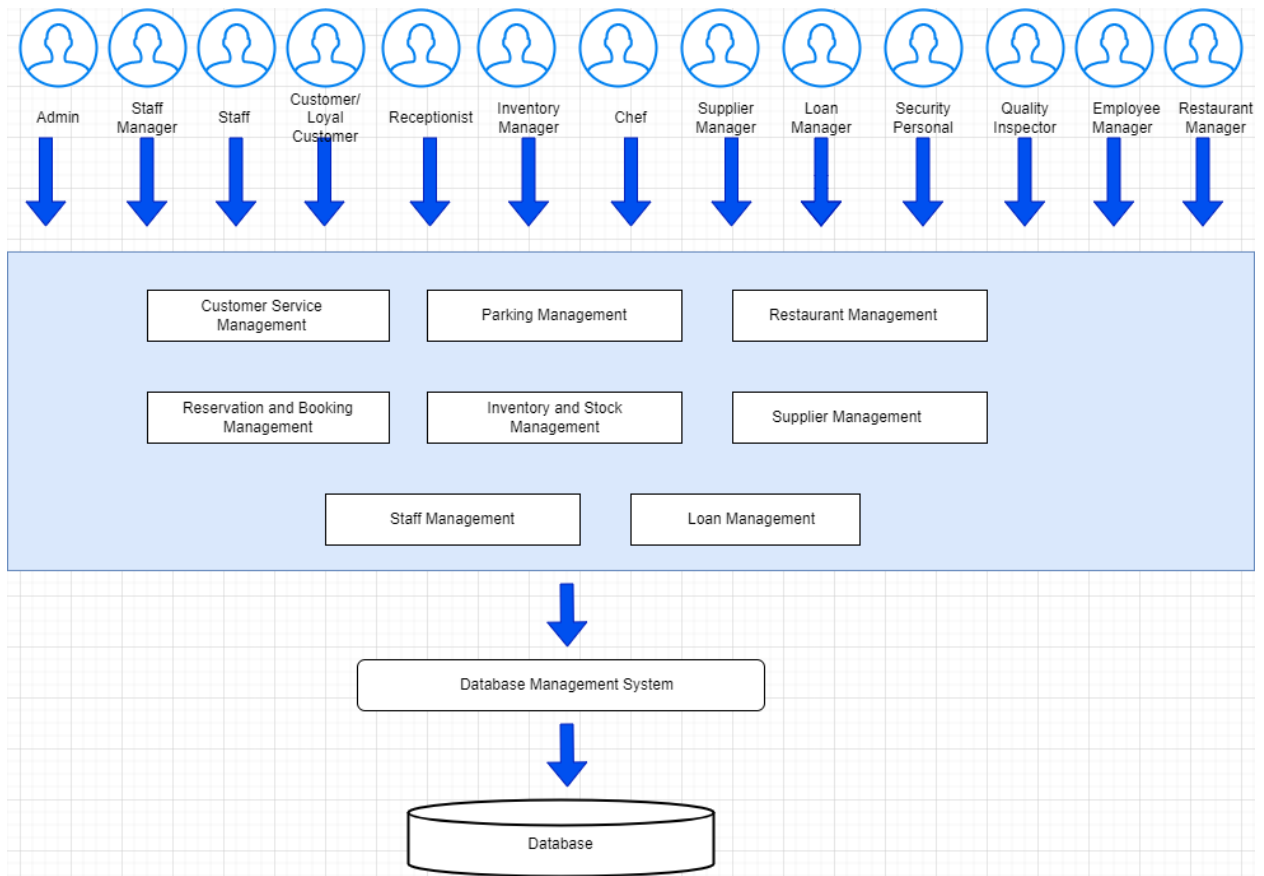 Admin
Staff
Manager
Staff
Customer/
Loyal
Customer
Receptionist
Inventory
Manager
Chef
Supplier
Manager
Loan
Manager
Security
Personal
Quality
Inspector
Employee
Manager
Restaurant
Manager
Customer Service
Management
Parking Management
Restaurant Management
Reservation and Booking
Management
Inventory and Stock
Management
Supplier Management
Staff Management
Loan Management
Database Management System
Database